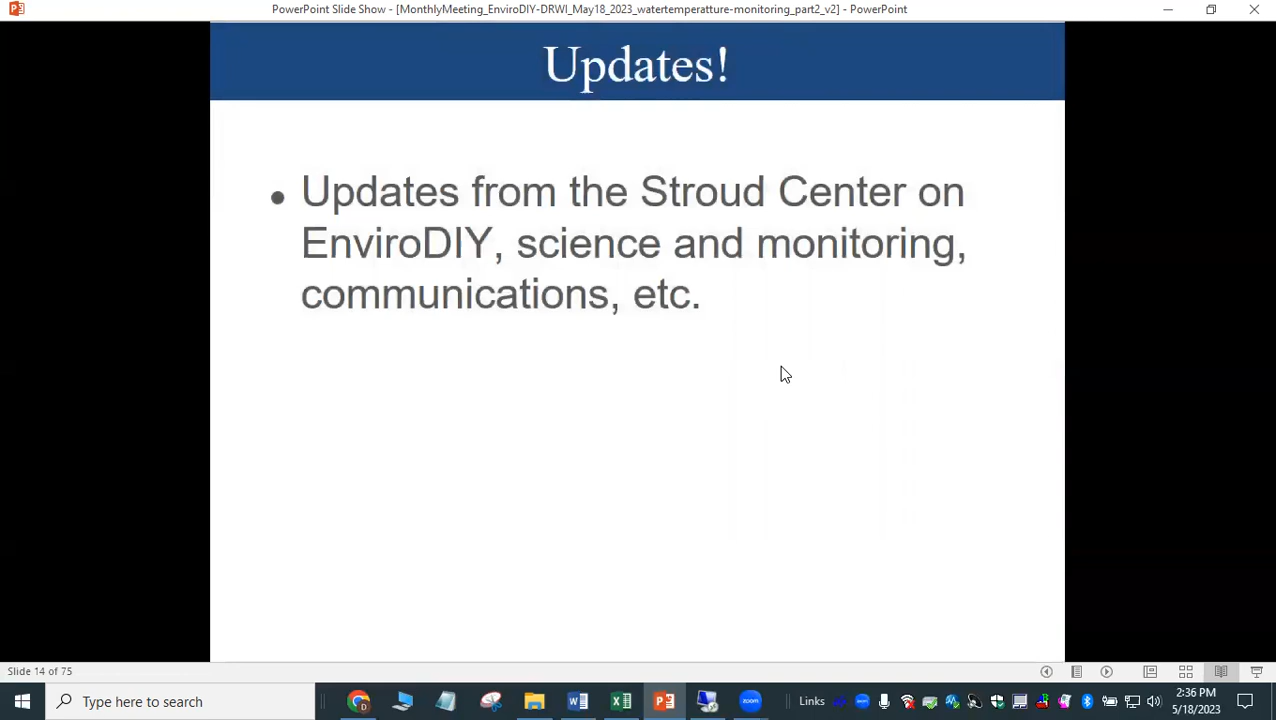 PowerPoint Slide Show - [MonthlyMeeting_EnviroDIY-DRWI_May18_2023_watertemperatture-monitoring_part2_v2] - PowerPoint
Updates!
• Updates from the Stroud Center on
EnviroDIY, science and monitoring,
communications, etc.
Slide 14 of 75
Type here to search
Links
2:36 PM
5/18/2023